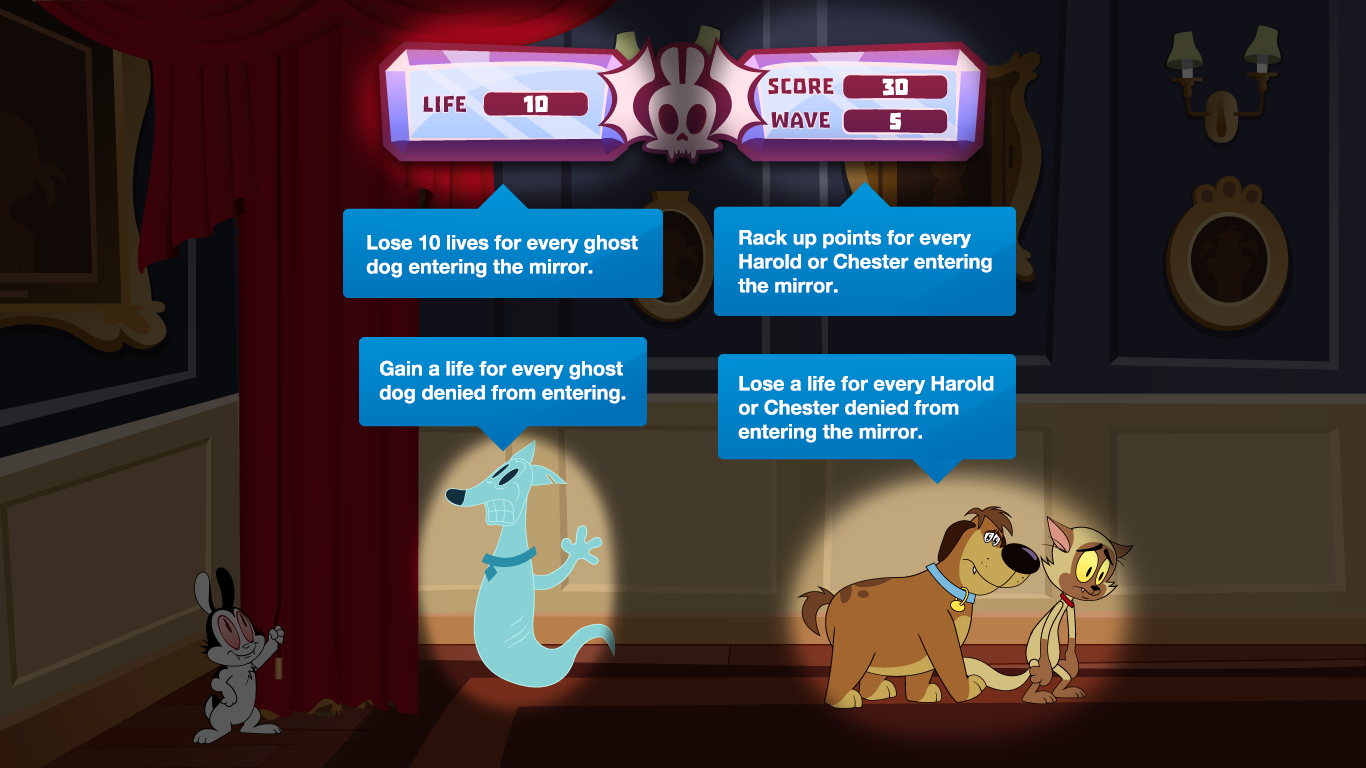 LIFE 10
SCORE 30
WAVE 5
Lose 10 lives for every ghost
dog entering the mirror.
Rack up points for every
Harold or Chester entering
the mirror.
Gain a life for every ghost
dog denied from entering.
Lose a life for every Harold
or Chester denied from
entering the mirror.